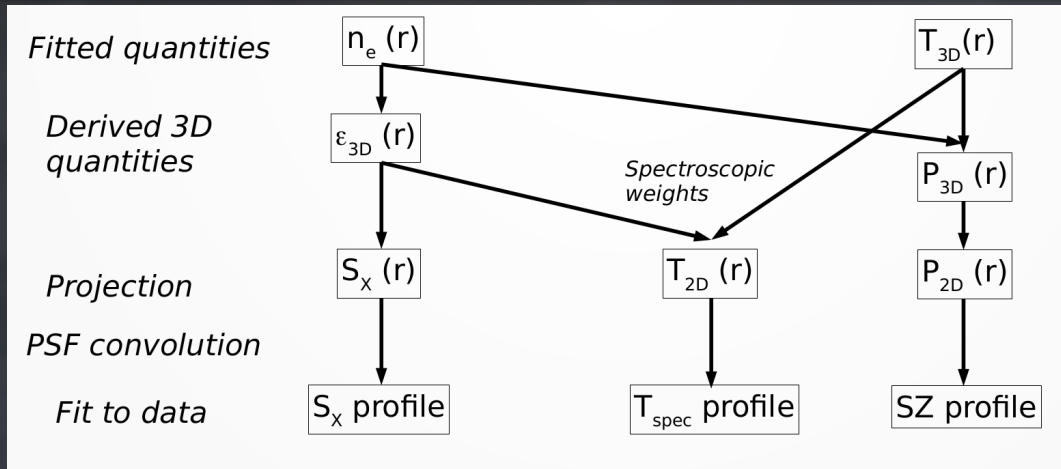 Fitted quantities
n_e (r)
T_3D(r)
Derived 3D
quantities
ε_3D (r)
Spectroscopic
weights
P_3D (r)
Projection
S_X (r)
T_2D (r)
P_2D (r)
PSF convolution
Fit to data
S_X profile
T_spec profile
SZ profile